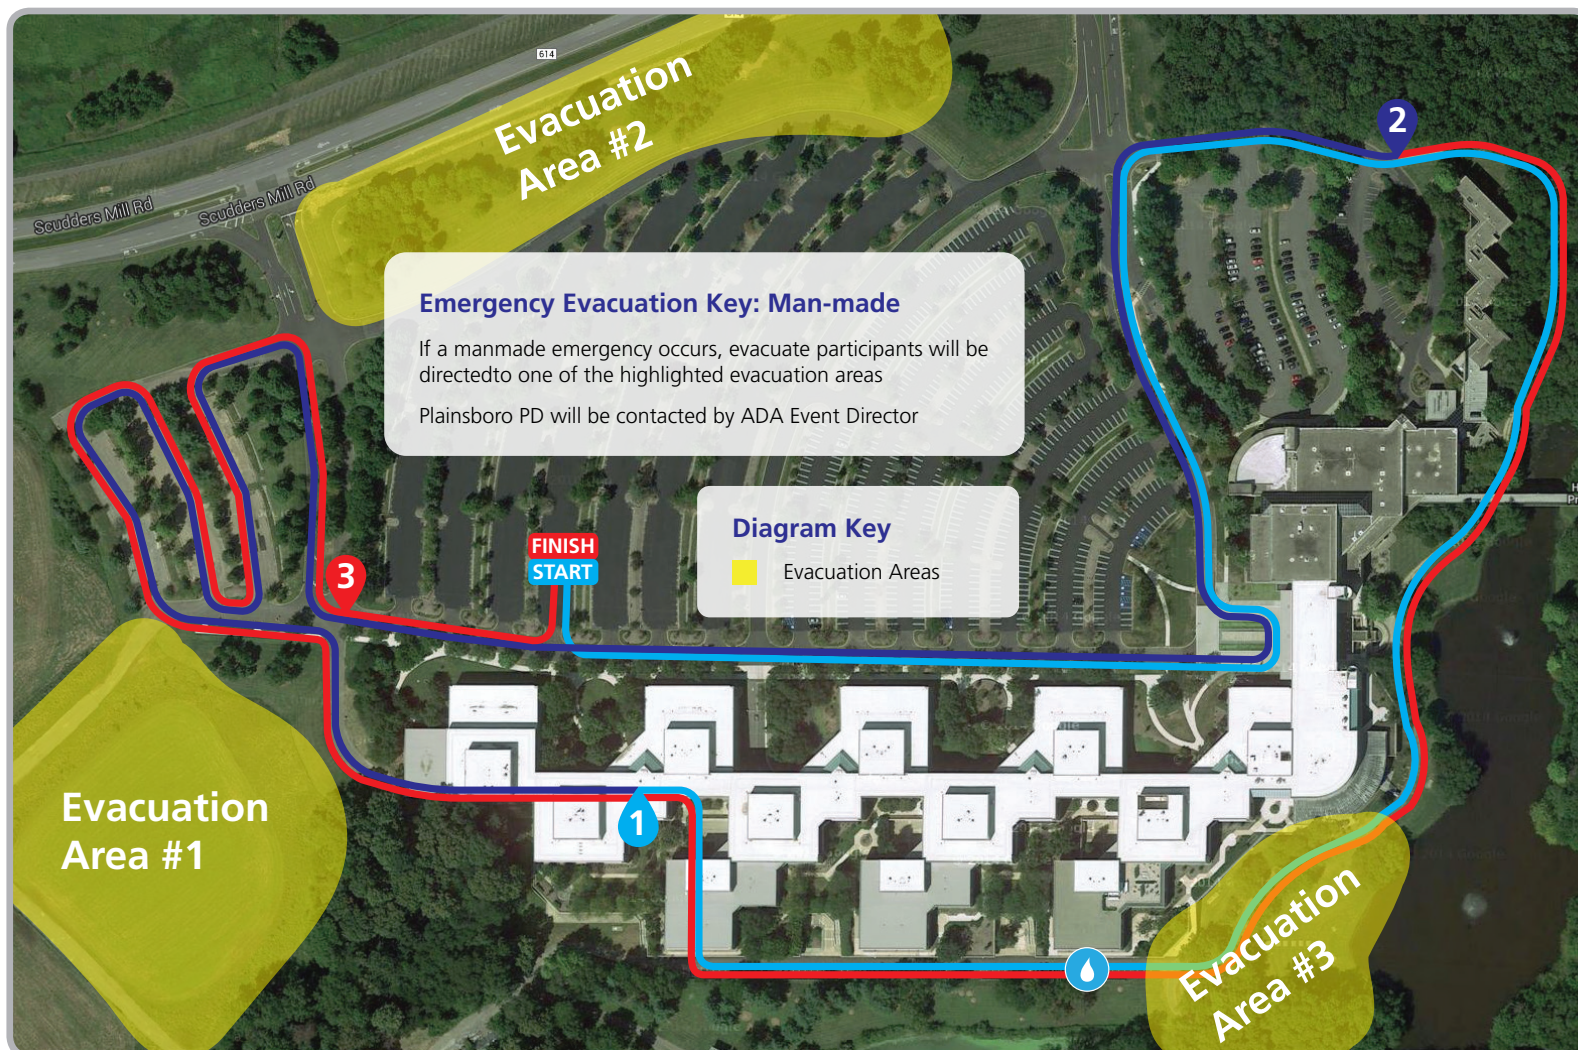 614
Scudders Mill Rd
Scudders Mill Rd
Evacuation
Area #2
2
Emergency Evacuation Key: Man-made
If a manmade emergency occurs, evacuate participants will be
directedto one of the highlighted evacuation areas
Plainsboro PD will be contacted by ADA Event Director
Diagram Key
Evacuation Areas
FINISH
START
3
Evacuation
Area #1
1
Evacuation
Area #3